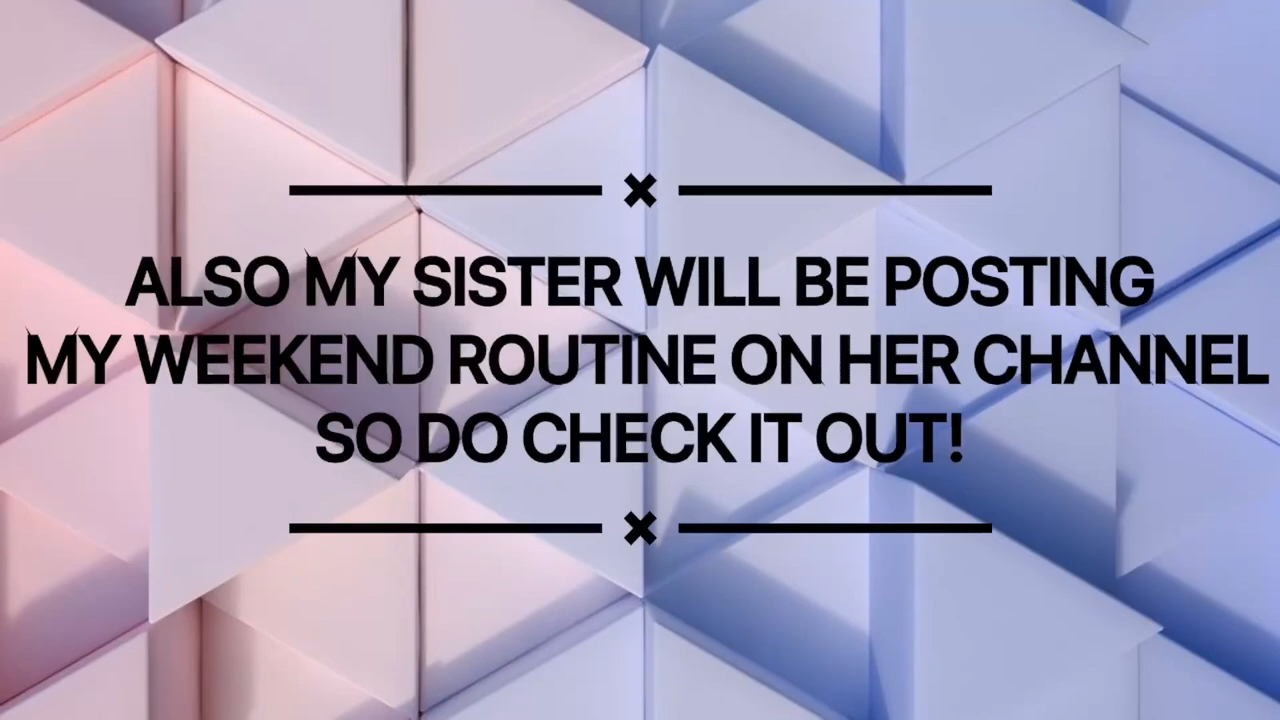 ALSO MY SISTER WILL BE POSTING
MY WEEKEND ROUTINE ON HER CHANNEL
SO DO CHECK IT OUT!